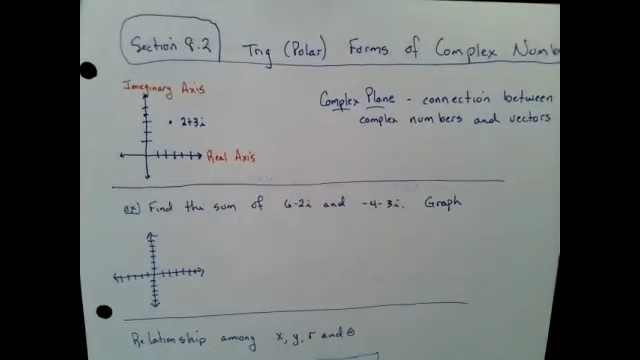 Section 8.2
Trig (Polar) Forms of Complex Numb
Imaginary Axis
2+3i
Real Axis
Complex Plane - connection between
complex numbers and vectors
ex) Find the sum of 6-2i and -4-3i. Graph
Relationship among x, y, r and θ